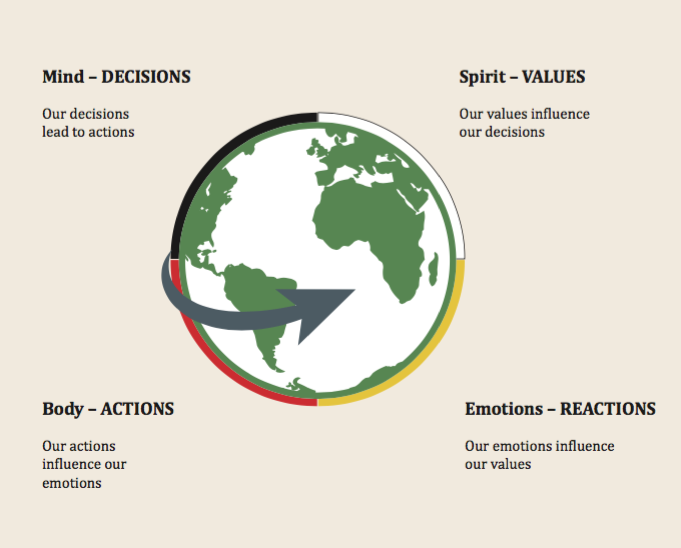 Mind – DECISIONS
Our decisions
lead to actions
Spirit – VALUES
Our values influence
our decisions
Body – ACTIONS
Our actions
influence our
emotions
Emotions – REACTIONS
Our emotions influence
our values